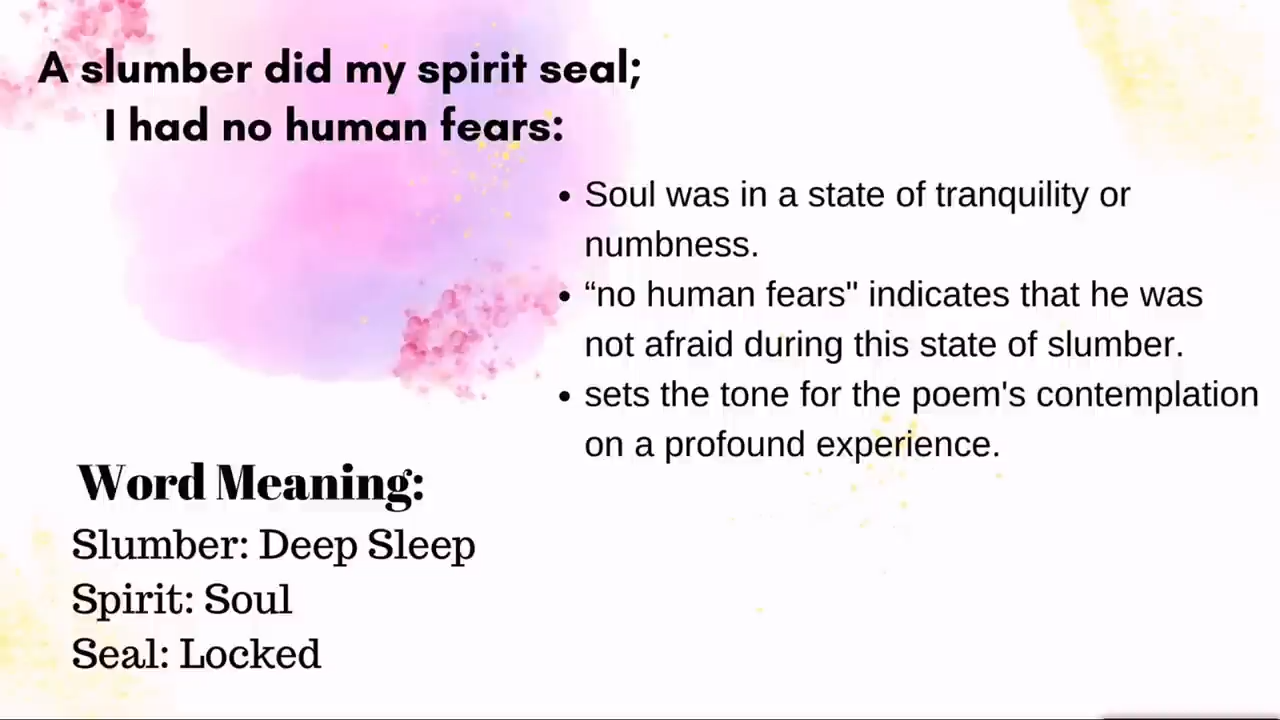 A slumber did my spirit seal;
I had no human fears:
• Soul was in a state of tranquility or
numbness.
• “no human fears" indicates that he was
not afraid during this state of slumber.
• sets the tone for the poem's contemplation
on a profound experience.
Word Meaning:
Slumber: Deep Sleep
Spirit: Soul
Seal: Locked